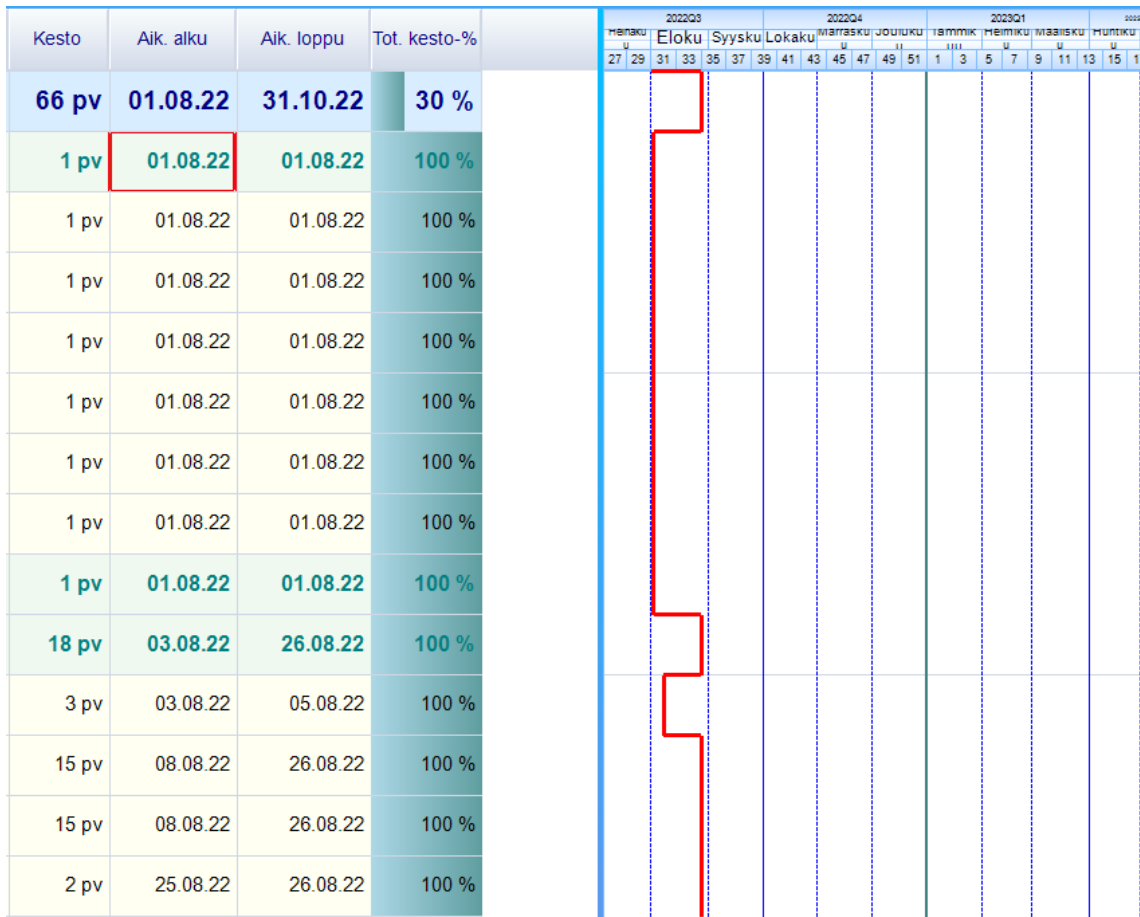 Kesto Aik. alku Aik. loppu Tot. kesto-%
2022Q3 2022Q4 2023Q1
Heinäku
u Eloku Syysku Lokaku Marrasku
u Jouluku
u Tammik
uu Helmiku
u Maalisku
u Huhtiku
u
27 29 31 33 35 37 39 41 43 45 47 49 51 1 3 5 7 9 11 13 15
66 pv 01.08.22 31.10.22 30 %
1 pv 01.08.22 01.08.22 100 %
1 pv 01.08.22 01.08.22 100 %
1 pv 01.08.22 01.08.22 100 %
1 pv 01.08.22 01.08.22 100 %
1 pv 01.08.22 01.08.22 100 %
1 pv 01.08.22 01.08.22 100 %
1 pv 01.08.22 01.08.22 100 %
1 pv 01.08.22 01.08.22 100 %
18 pv 03.08.22 26.08.22 100 %
3 pv 03.08.22 05.08.22 100 %
15 pv 08.08.22 26.08.22 100 %
15 pv 08.08.22 26.08.22 100 %
2 pv 25.08.22 26.08.22 100 %